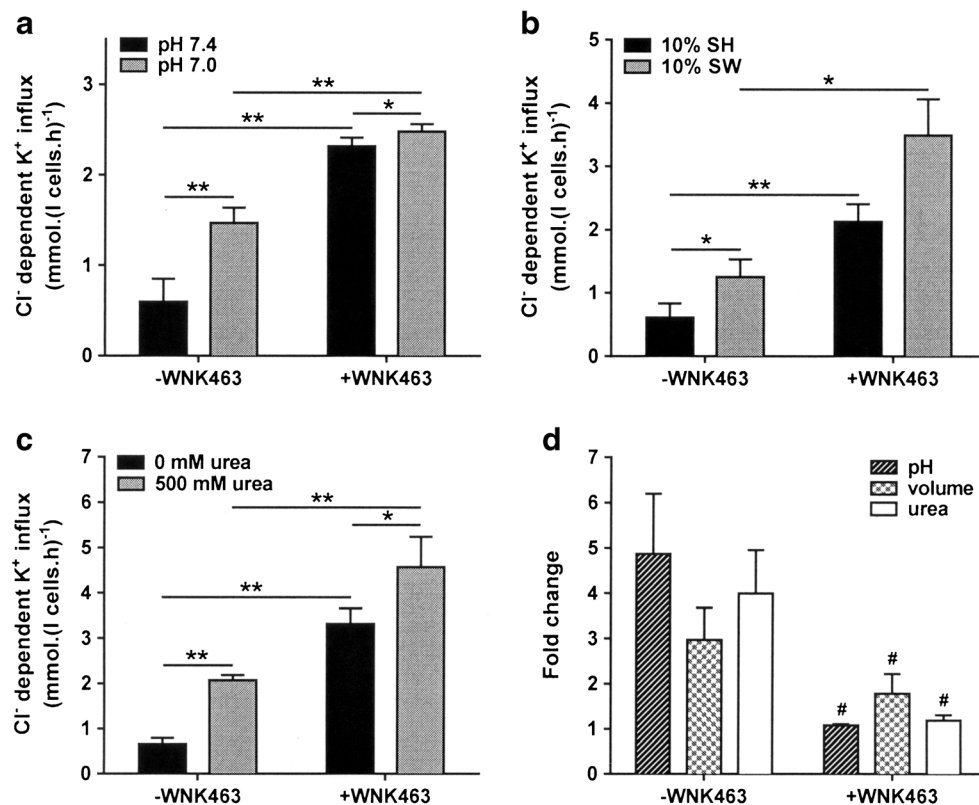 a
pH 7.4
pH 7.0
Cl⁻ dependent K⁺ influx
(mmol.(l cells.h)⁻¹
3
2
1
0
**
**
**
*
-WNK463
+WNK463
b
10% SH
10% SW
Cl⁻ dependent K⁺ influx
(mmol.(l cells.h)⁻¹
5
4
3
2
1
0
*
**
*
-WNK463
+WNK463
c
0 mM urea
500 mM urea
Cl⁻ dependent K⁺ influx
(mmol.(l cells.h)⁻¹
7
6
5
4
3
2
1
0
**
*
**
**
-WNK463
+WNK463
d
pH
volume
urea
Fold change
7
6
5
4
3
2
1
0
#
#
#
-WNK463
+WNK463